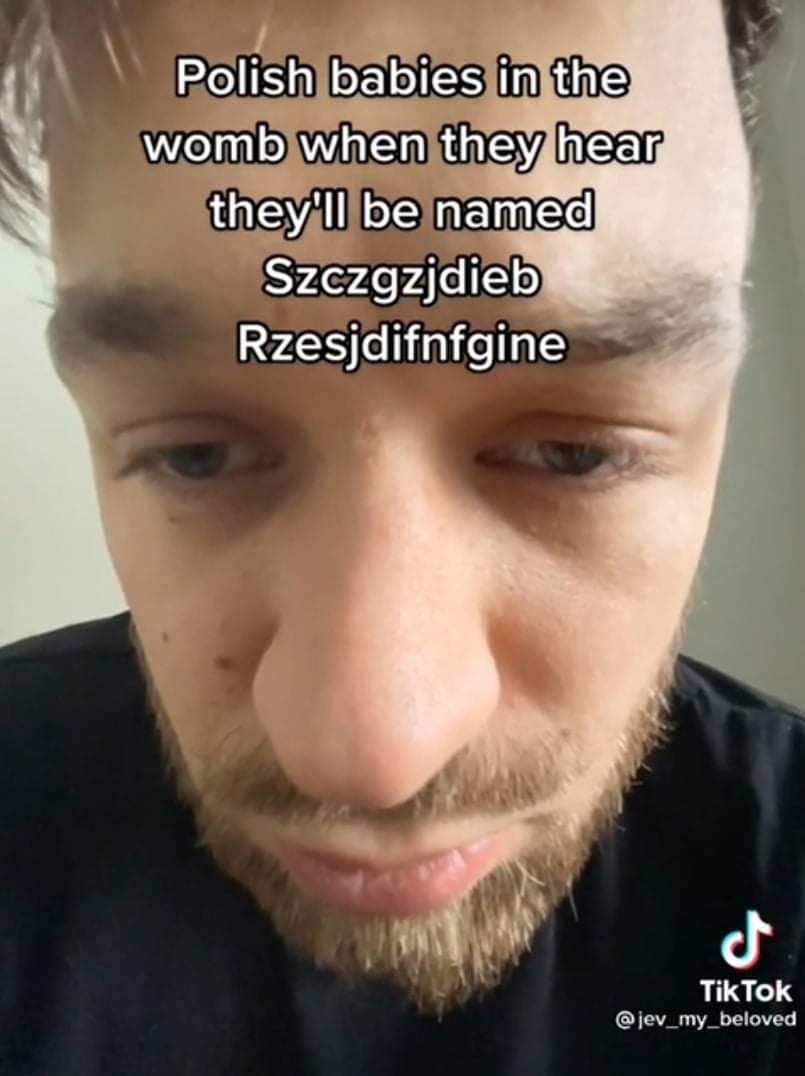 Polish babies in the
womb when they hear
they'll be named
Szczgzjdieb
Rzesjdifnfgine
TikTok
@jev_my_beloved